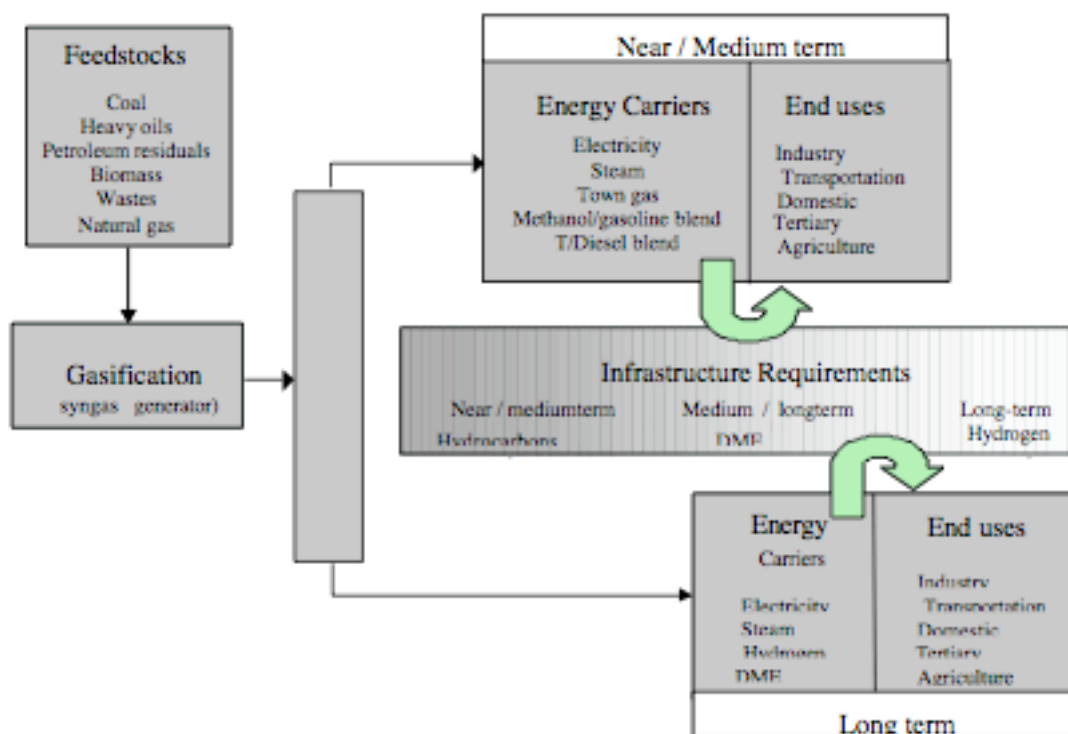 Feedstocks
Coal
Heavy oils
Petroleum residuals
Biomass
Wastes
Natural gas
Gasification
syngas generator)
Near / Medium term
Energy Carriers
Electricity
Steam
Town gas
Methanol/gasoline blend
T/Diesel blend
End uses
Industry
Transportation
Domestic
Tertiary
Agriculture
Infrastructure Requirements
Near / mediumterm Medium / longterm Long-term
Hydrocarbons DME Hydrogen
Energy
Carriers
Electricity
Steam
Hydrogen
DME
End uses
Industry
Transportation
Domestic
Tertiary
Agriculture
Long term